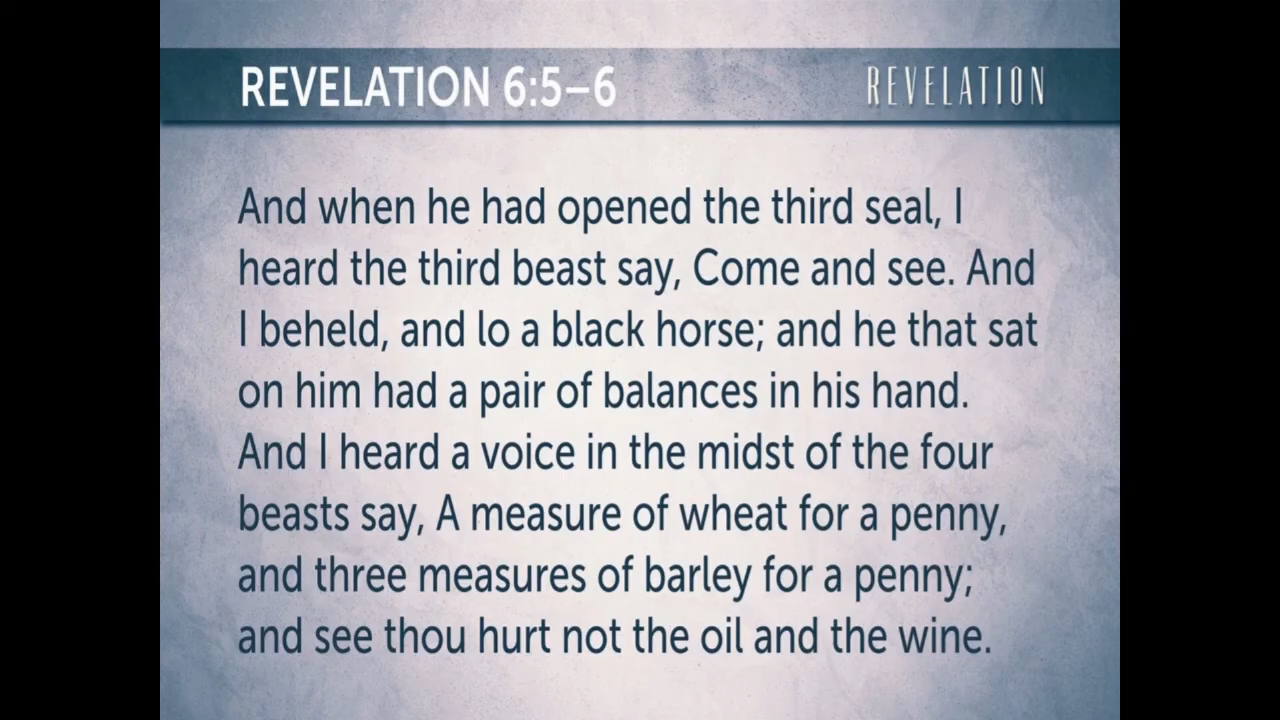 REVELATION 6:5–6
REVELATION
And when he had opened the third seal, I
heard the third beast say, Come and see. And
I beheld, and lo a black horse; and he that sat
on him had a pair of balances in his hand.
And I heard a voice in the midst of the four
beasts say, A measure of wheat for a penny,
and three measures of barley for a penny;
and see thou hurt not the oil and the wine.